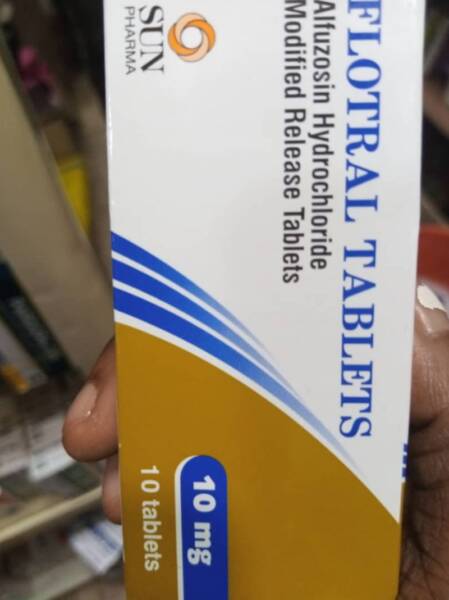 FLOTRAL TABLETS
Alfuzosin Hydrochloride
Modified Release Tablets
SUN
PHARMA
10 mg
10 tablets